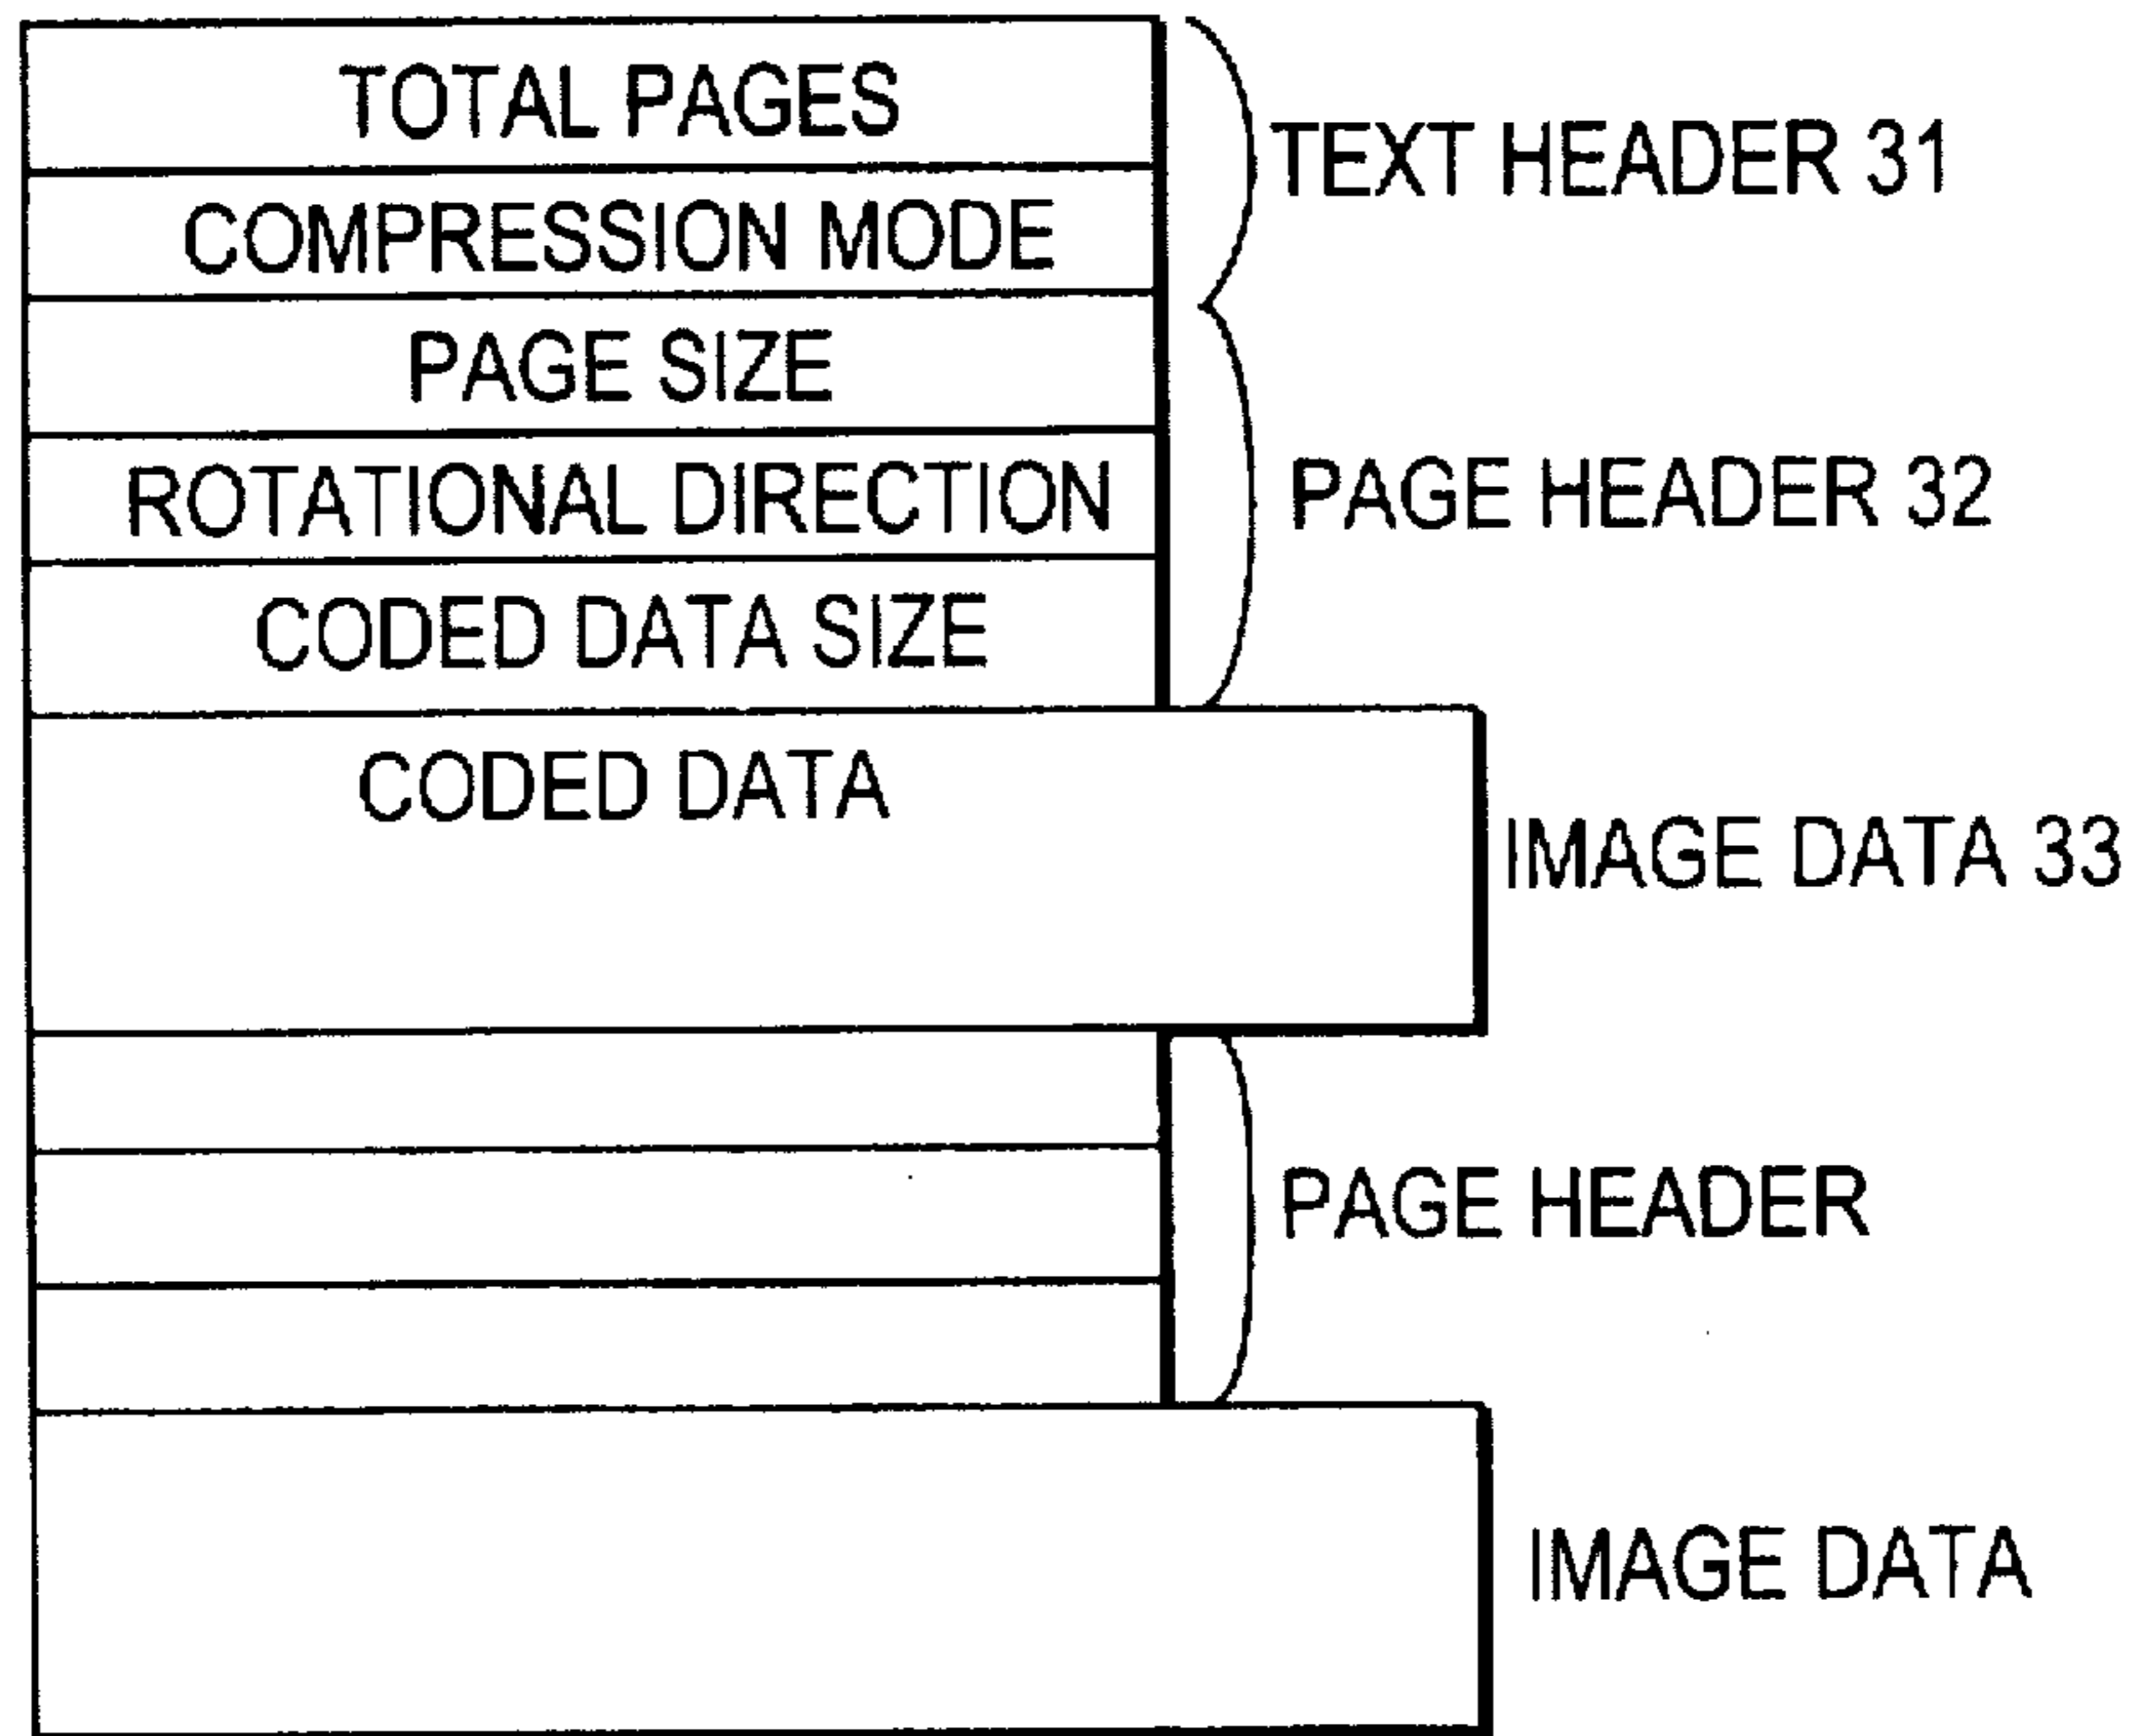 TOTAL PAGES
COMPRESSION MODE
TEXT HEADER 31
PAGE SIZE
ROTATIONAL DIRECTION
CODED DATA SIZE
PAGE HEADER 32
CODED DATA
IMAGE DATA 33
PAGE HEADER
IMAGE DATA